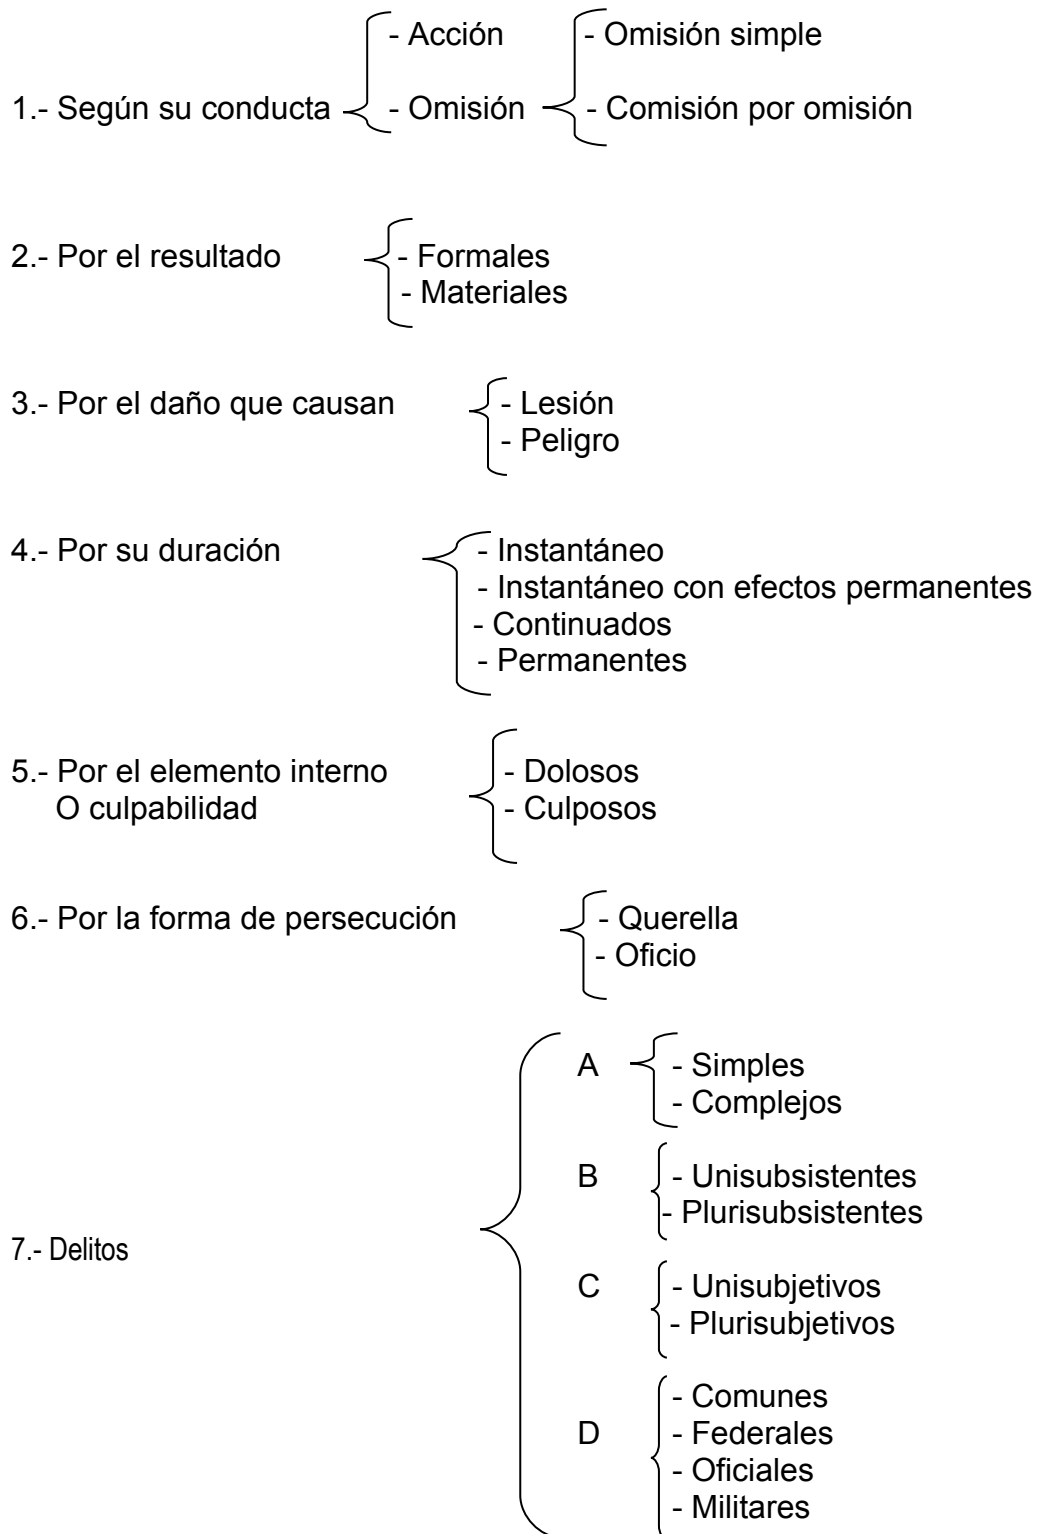 - Acción - Omisión simple
1.- Según su conducta - Omisión - Comisión por omisión
2.- Por el resultado - Formales
- Materiales
3.- Por el daño que causan - Lesión
- Peligro
4.- Por su duración - Instantáneo
- Instantáneo con efectos permanentes
- Continuados
- Permanentes
5.- Por el elemento interno - Dolosos
O culpabilidad - Culposos
6.- Por la forma de persecución - Querella
- Oficio
A - Simples
- Complejos
B - Unisubsistentes
- Plurisubsistentes
7.- Delitos
C - Unisubjetivos
- Plurisubjetivos
- Comunes
D - Federales
- Oficiales
- Militares